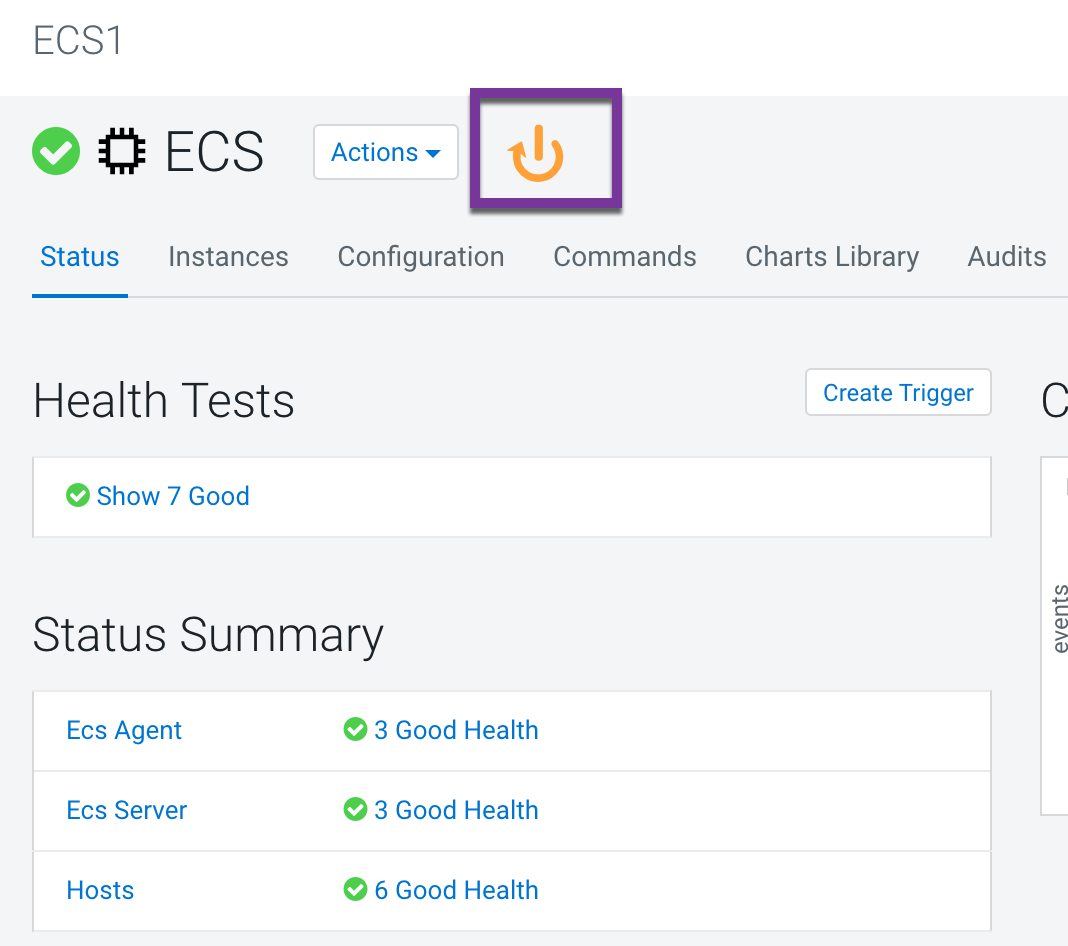 ECS1
ECS Actions
Status Instances Configuration Commands Charts Library Audits
Health Tests Create Trigger
Show 7 Good
events
Status Summary
Ecs Agent 3 Good Health
Ecs Server 3 Good Health
Hosts 6 Good Health